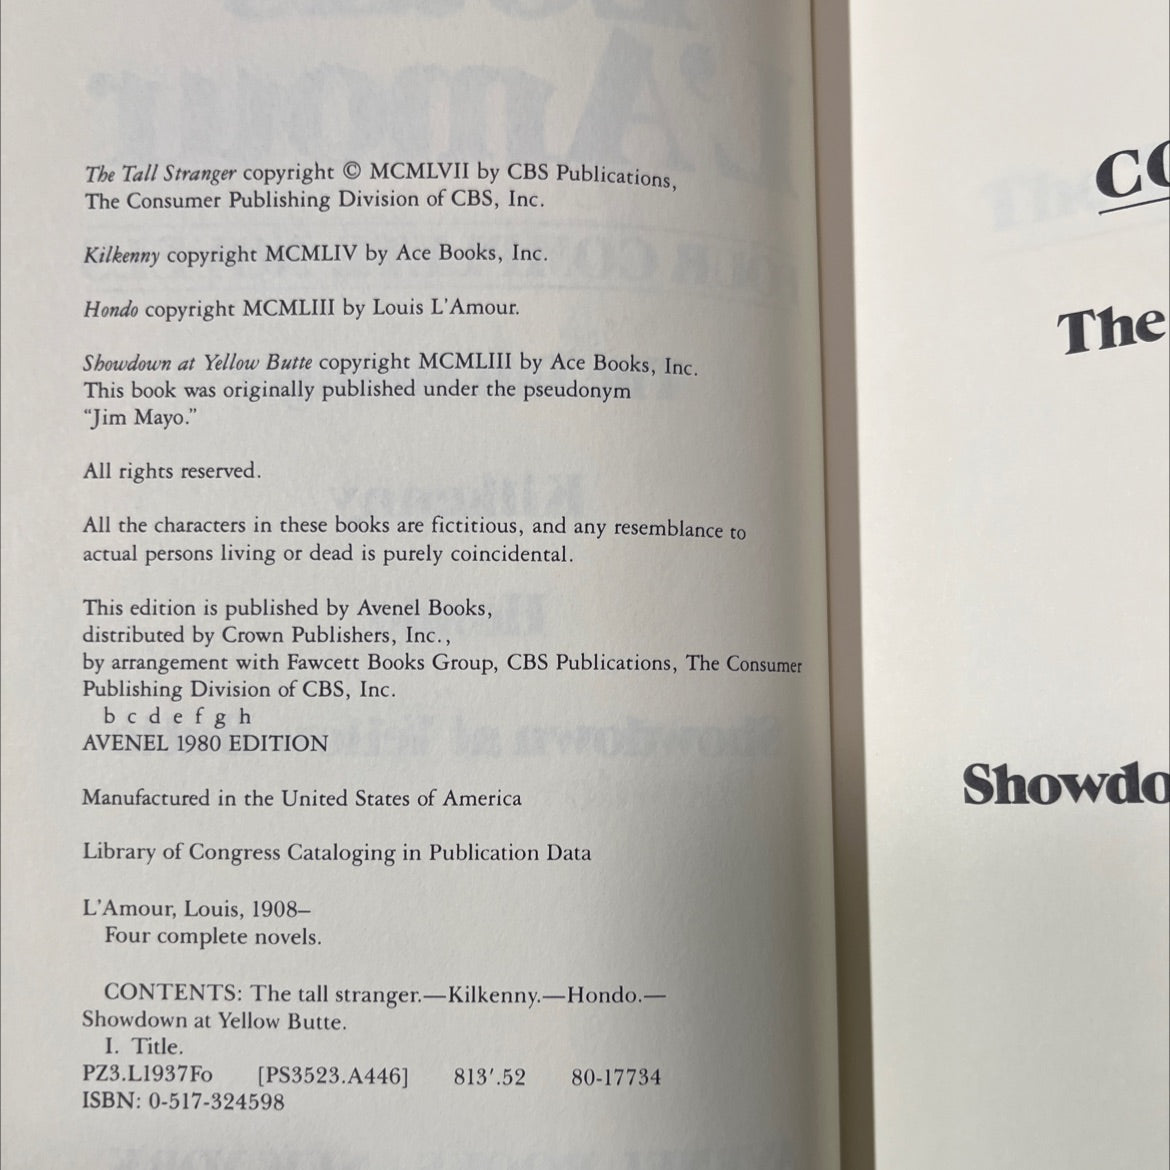 The Tall Stranger copyright © MCMLVII by CBS Publications,
The Consumer Publishing Division of CBS, Inc.
Kilkenny copyright MCMLIV by Ace Books, Inc.
Hondo copyright MCMLIII by Louis L'Amour.
Showdown at Yellow Butte copyright MCMLIII by Ace Books, Inc.
This book was originally published under the pseudonym
“Jim Mayo.”
All rights reserved.
All the characters in these books are fictitious, and any resemblance to
actual persons living or dead is purely coincidental.
This edition is published by Avenel Books,
distributed by Crown Publishers, Inc.,
by arrangement with Fawcett Books Group, CBS Publications, The Consumer
Publishing Division of CBS, Inc.
b c d e f g h
AVENEL 1980 EDITION
Manufactured in the United States of America
Library of Congress Cataloging in Publication Data
L'Amour, Louis, 1908–
Four complete novels.
CONTENTS: The tall stranger.—Kilkenny.—Hondo.—
Showdown at Yellow Butte.
I. Title.
PZ3.L1937Fo [PS3523.A446] 813′.52 80-17734
ISBN: 0-517-324598
The
Showdo